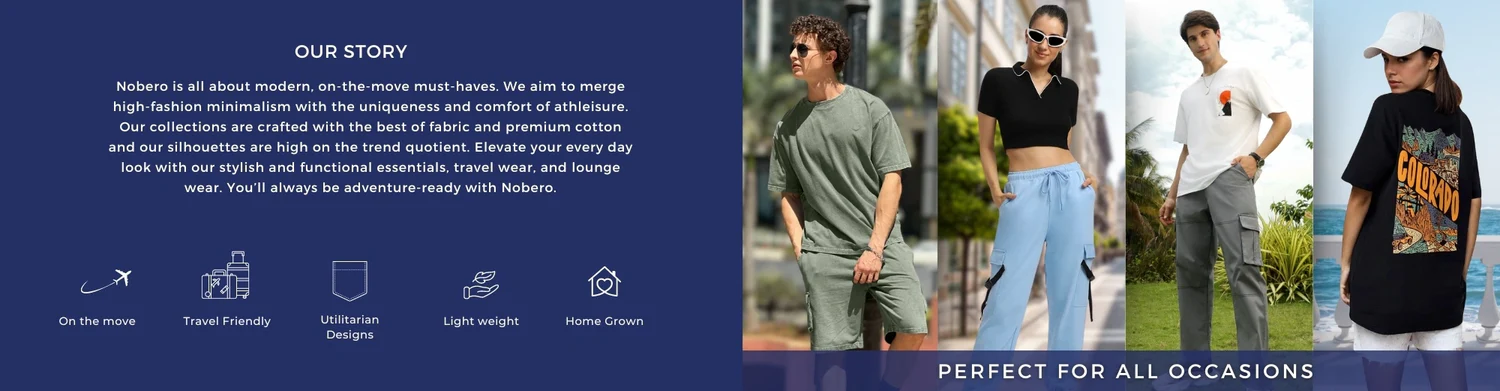 OUR STORY
Nobero is all about modern, on-the-move must-haves. We aim to merge
high-fashion minimalism with the uniqueness and comfort of athleisure.
Our collections are crafted with the best of fabric and premium cotton
and our silhouettes are high on the trend quotient. Elevate your every day
look with our stylish and functional essentials, travel wear, and lounge
wear. You'll always be adventure-ready with Nobero.
On the move
Travel Friendly
Utilitarian
Designs
Light weight
Home Grown
COLORADO
PERFECT FOR ALL OCCASIONS